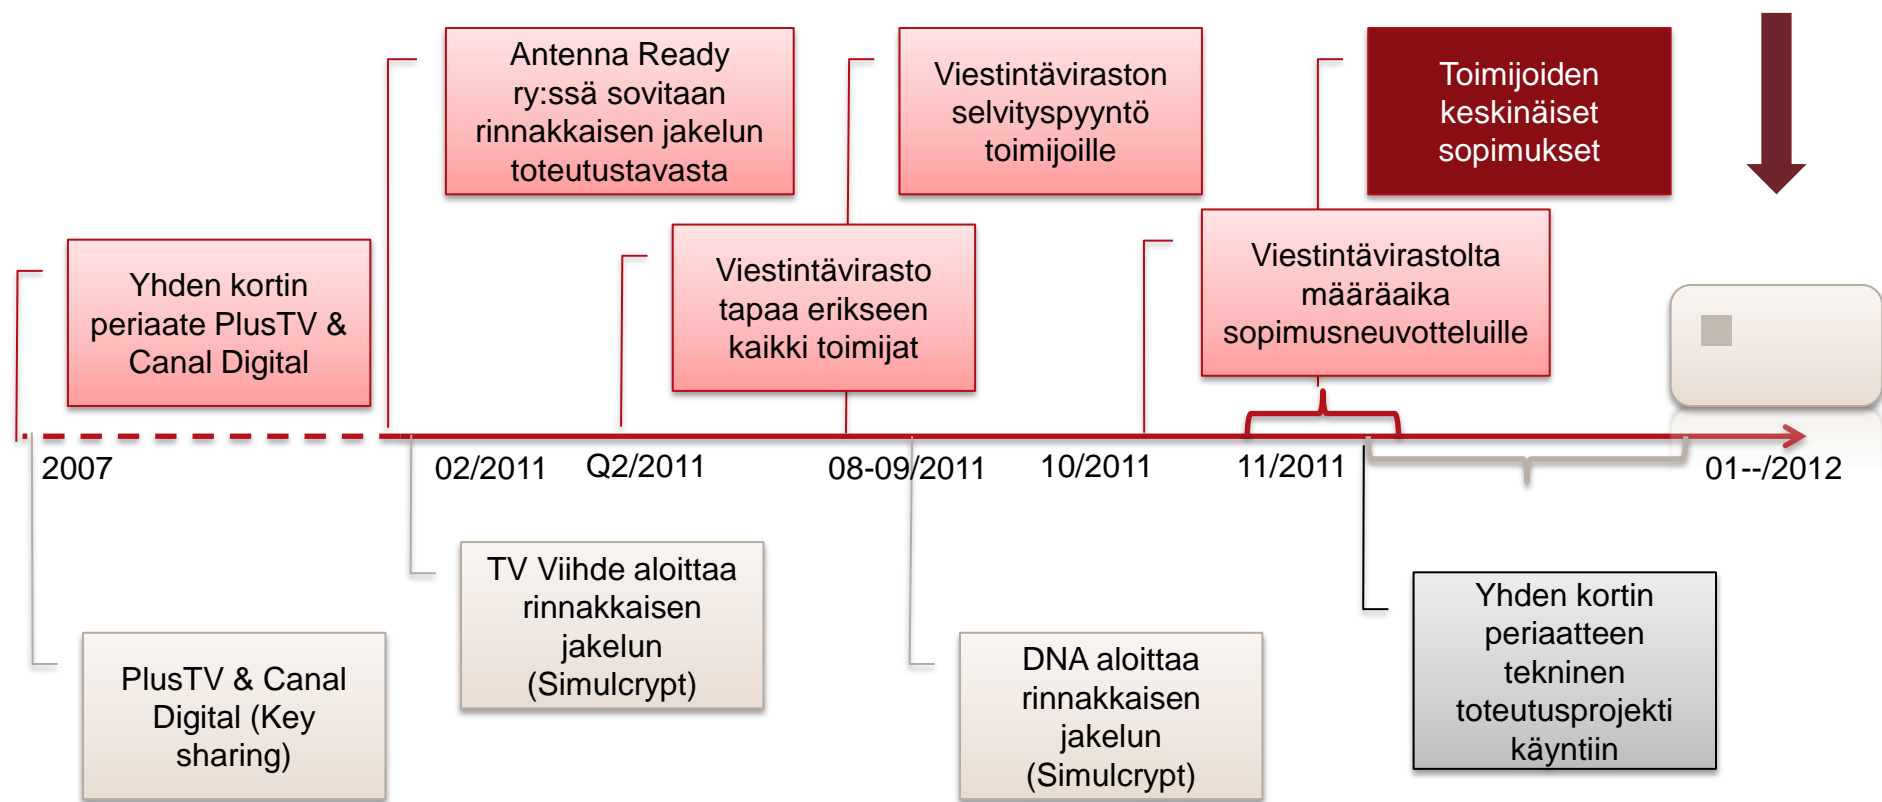 Antenna Ready
ry:ssä sovitaan
rinnakkaisen jakelun
toteutustavasta
Viestintäviraston
selvityspyyntö
toimijoille
Toimijoiden
keskinäiset
sopimukset
Yhden kortin
periaate PlusTV &
Canal Digital
Viestintävirasto
tapaa erikseen
kaikki toimijat
Viestintävirastolta
määräaika
sopimusneuvotteluille
2007
02/2011
Q2/2011
08-09/2011
10/2011
11/2011
01--/2012
PlusTV & Canal
Digital (Key
sharing)
TV Viihde aloittaa
rinnakkaisen
jakelun
(Simulcrypt)
DNA aloittaa
rinnakkaisen
jakelun
(Simulcrypt)
Yhden kortin
periaatteen
tekninen
toteutusprojekti
käyntiin